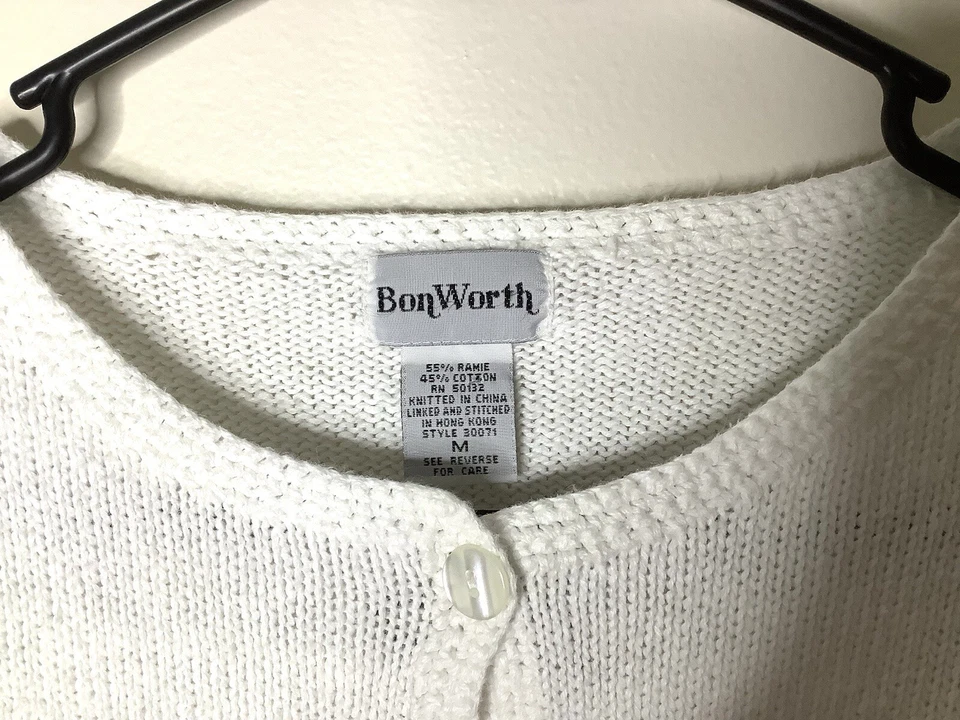 BonWorth
55% RAMIE
45% COTTON
RN 50132
KNITTED IN CHINA
LINKED AND STITCHED
IN HONG KONG
STYLE 30071
M
SEE REVERSE
FOR CARE